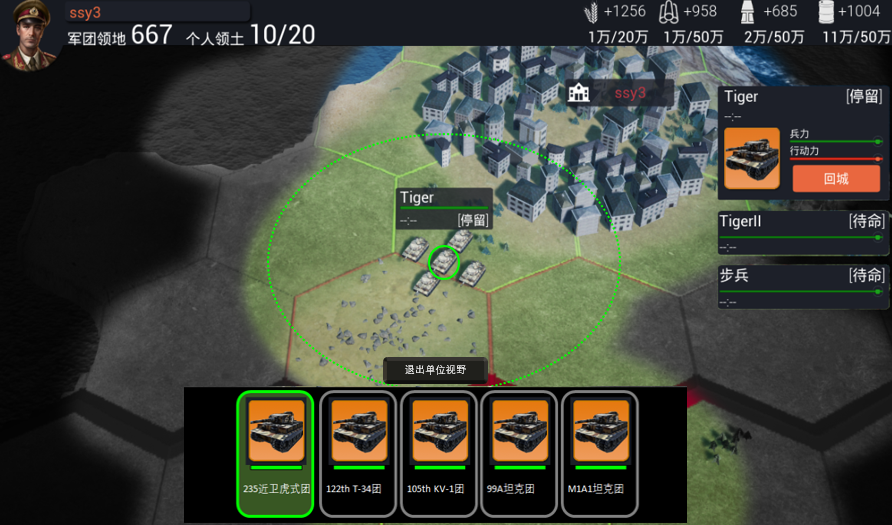 ssy3
军团领地 667 个人领土 10/20
+1256 +958 +685 +1004
1万/20万 1万/50万 2万/50万 11万/50万
ssy3
Tiger [停留]
--:--
兵力
行动力
回城
TigerII [待命]
--:--
步兵 [待命]
--:--
Tiger
--:-- [停留]
退出单位视野
235近卫虎式团 122th T-34团 105th KV-1团 99A坦克团 M1A1坦克团